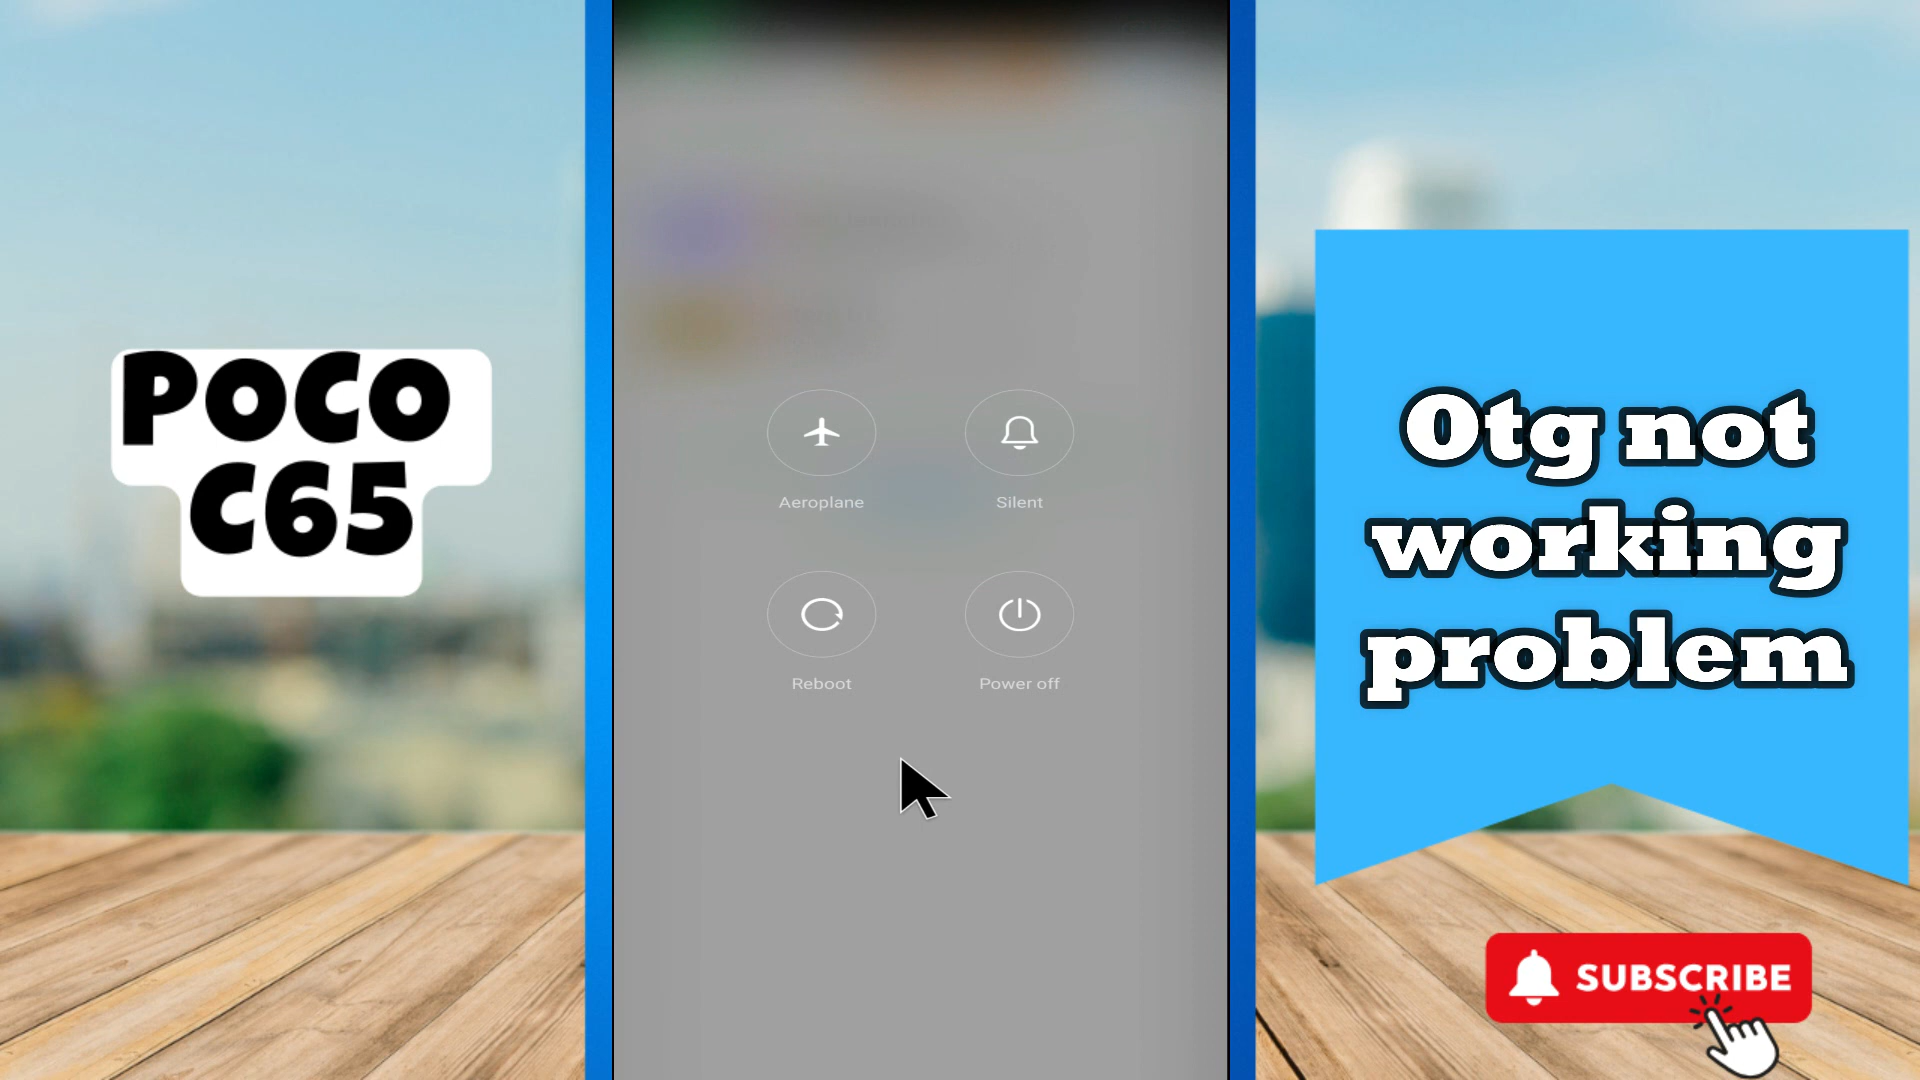 POCO
C65
Aeroplane
Silent
Reboot
Power off
Otg not
working
problem
SUBSCRIBE